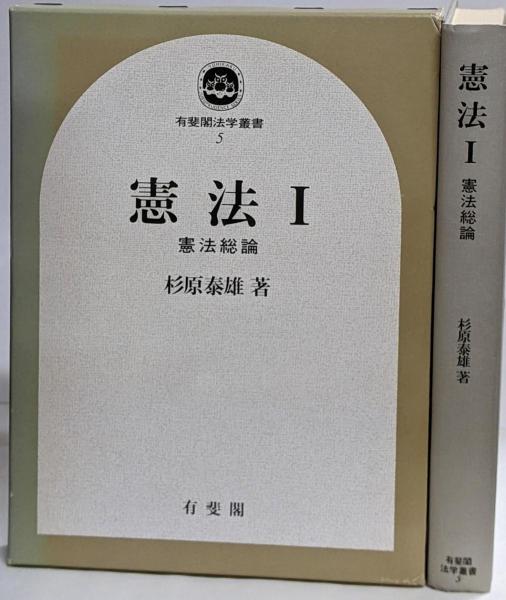 有斐閣法学叢書
5
憲法 I
憲法総論
杉原泰雄 著
有斐閣
憲法 I 憲法総論
杉原泰雄 著
有斐閣
法学叢書
5